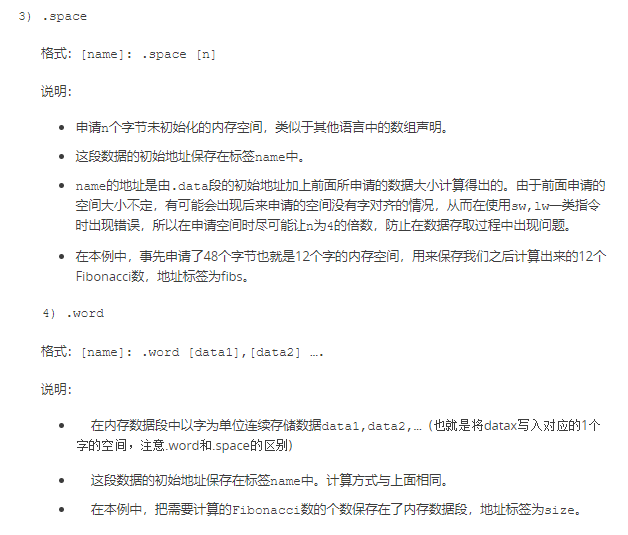 3) .space
格式: [name]: .space [n]
说明:
• 申请n个字节未初始化的内存空间，类似于其他语言中的数组声明。
• 这段数据的初始地址保存在标签name中。
• name的地址是由.data段的初始地址加上前面所申请的数据大小计算得出的。由于前面申请的
空间大小不定，有可能会出现后来申请的空间没有字对齐的情况，从而在使用sw,lw一类指令
时出现错误，所以在申请空间时尽可能让n为4的倍数，防止在数据存取过程中出现问题。
• 在本例中，事先申请了48个字节也就是12个字的内存空间，用来保存我们之后计算出来的12个
Fibonacci数，地址标签为fibs。
4) .word
格式: [name]: .word [data1],[data2] ….
说明:
• 在内存数据段中以字为单位连续存储数据data1,data2,… (也就是将datax写入对应的1个
字的空间，注意.word和.space的区别)
• 这段数据的初始地址保存在标签name中。计算方式与上面相同。
• 在本例中，把需要计算的Fibonacci数的个数保存在了内存数据段，地址标签为size。